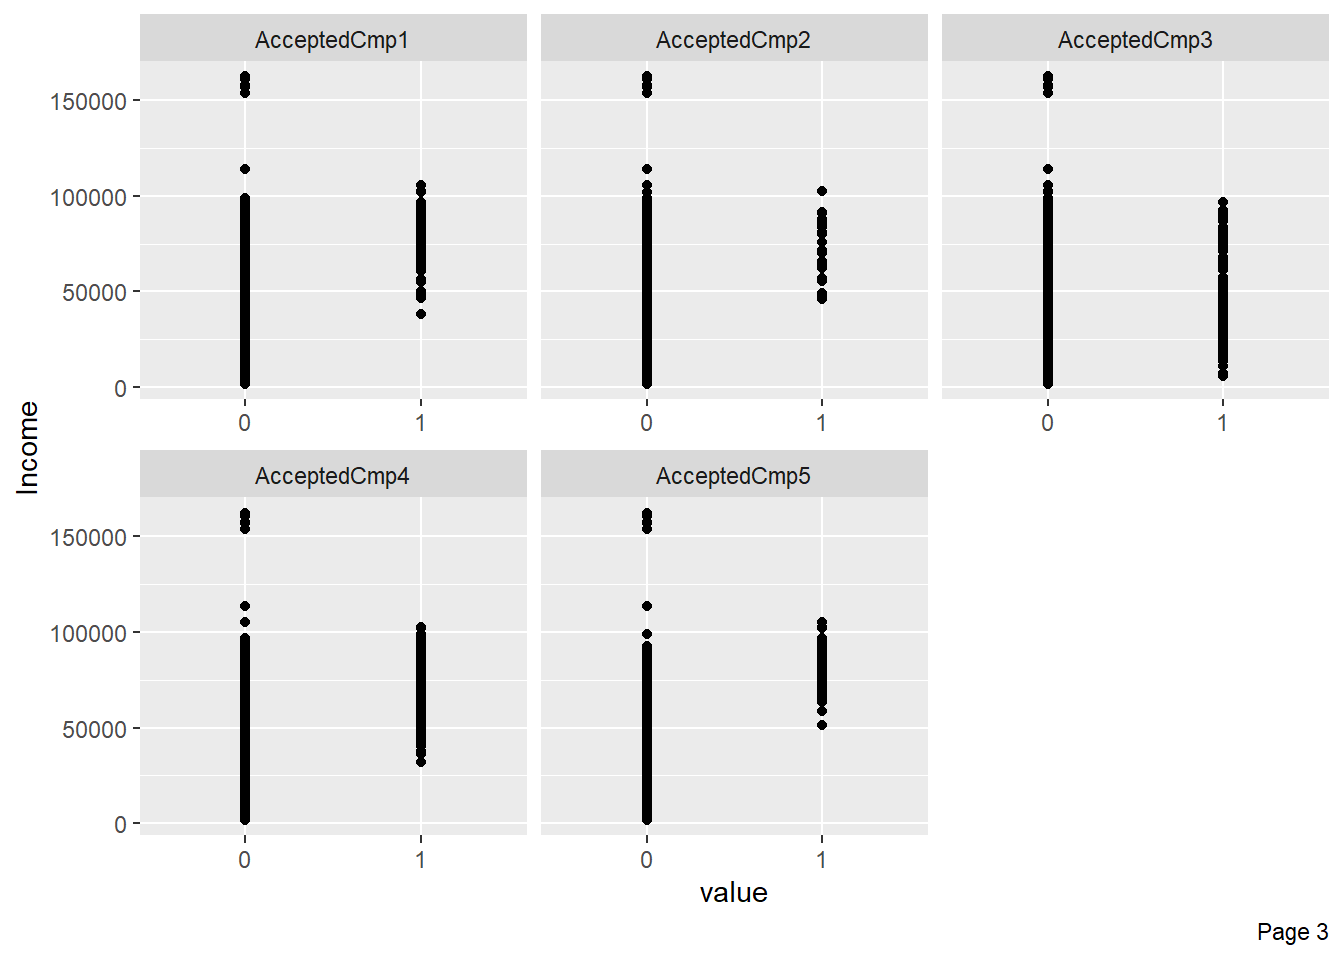 AcceptedCmp1 AcceptedCmp2 AcceptedCmp3
150000
100000
50000
0
0 1 0 1 0 1
Income
AcceptedCmp4 AcceptedCmp5
150000
100000
50000
0
0 1 0 1
value
Page 3